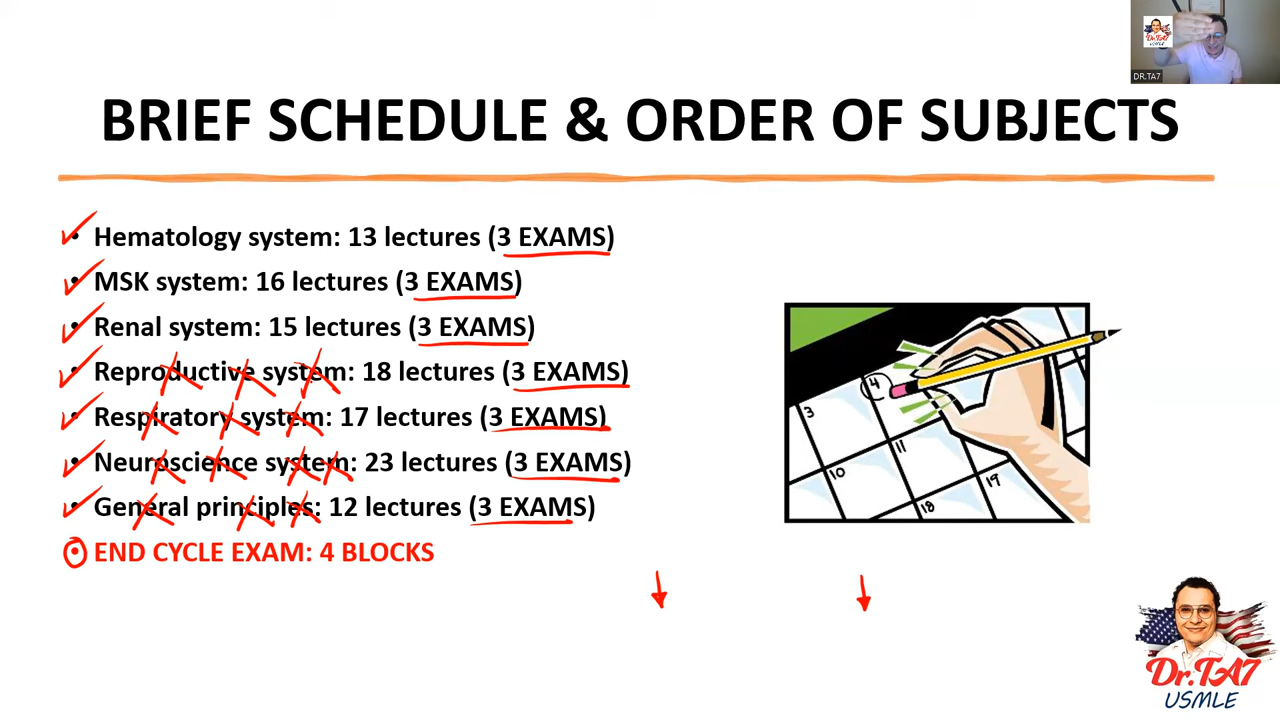 Dr.TA7
USMLE
DR.TA7
BRIEF SCHEDULE & ORDER OF SUBJECTS
• Hematology system: 13 lectures (3 EXAMS)
• MSK system: 16 lectures (3 EXAMS)
• Renal system: 15 lectures (3 EXAMS)
• Reproductive system: 18 lectures (3 EXAMS)
• Respiratory system: 17 lectures (3 EXAMS)
• Neuroscience system: 23 lectures (3 EXAMS)
• General principles: 12 lectures (3 EXAMS)
• END CYCLE EXAM: 4 BLOCKS
3
4
10
11
18
19
Dr.TA7
USMLE